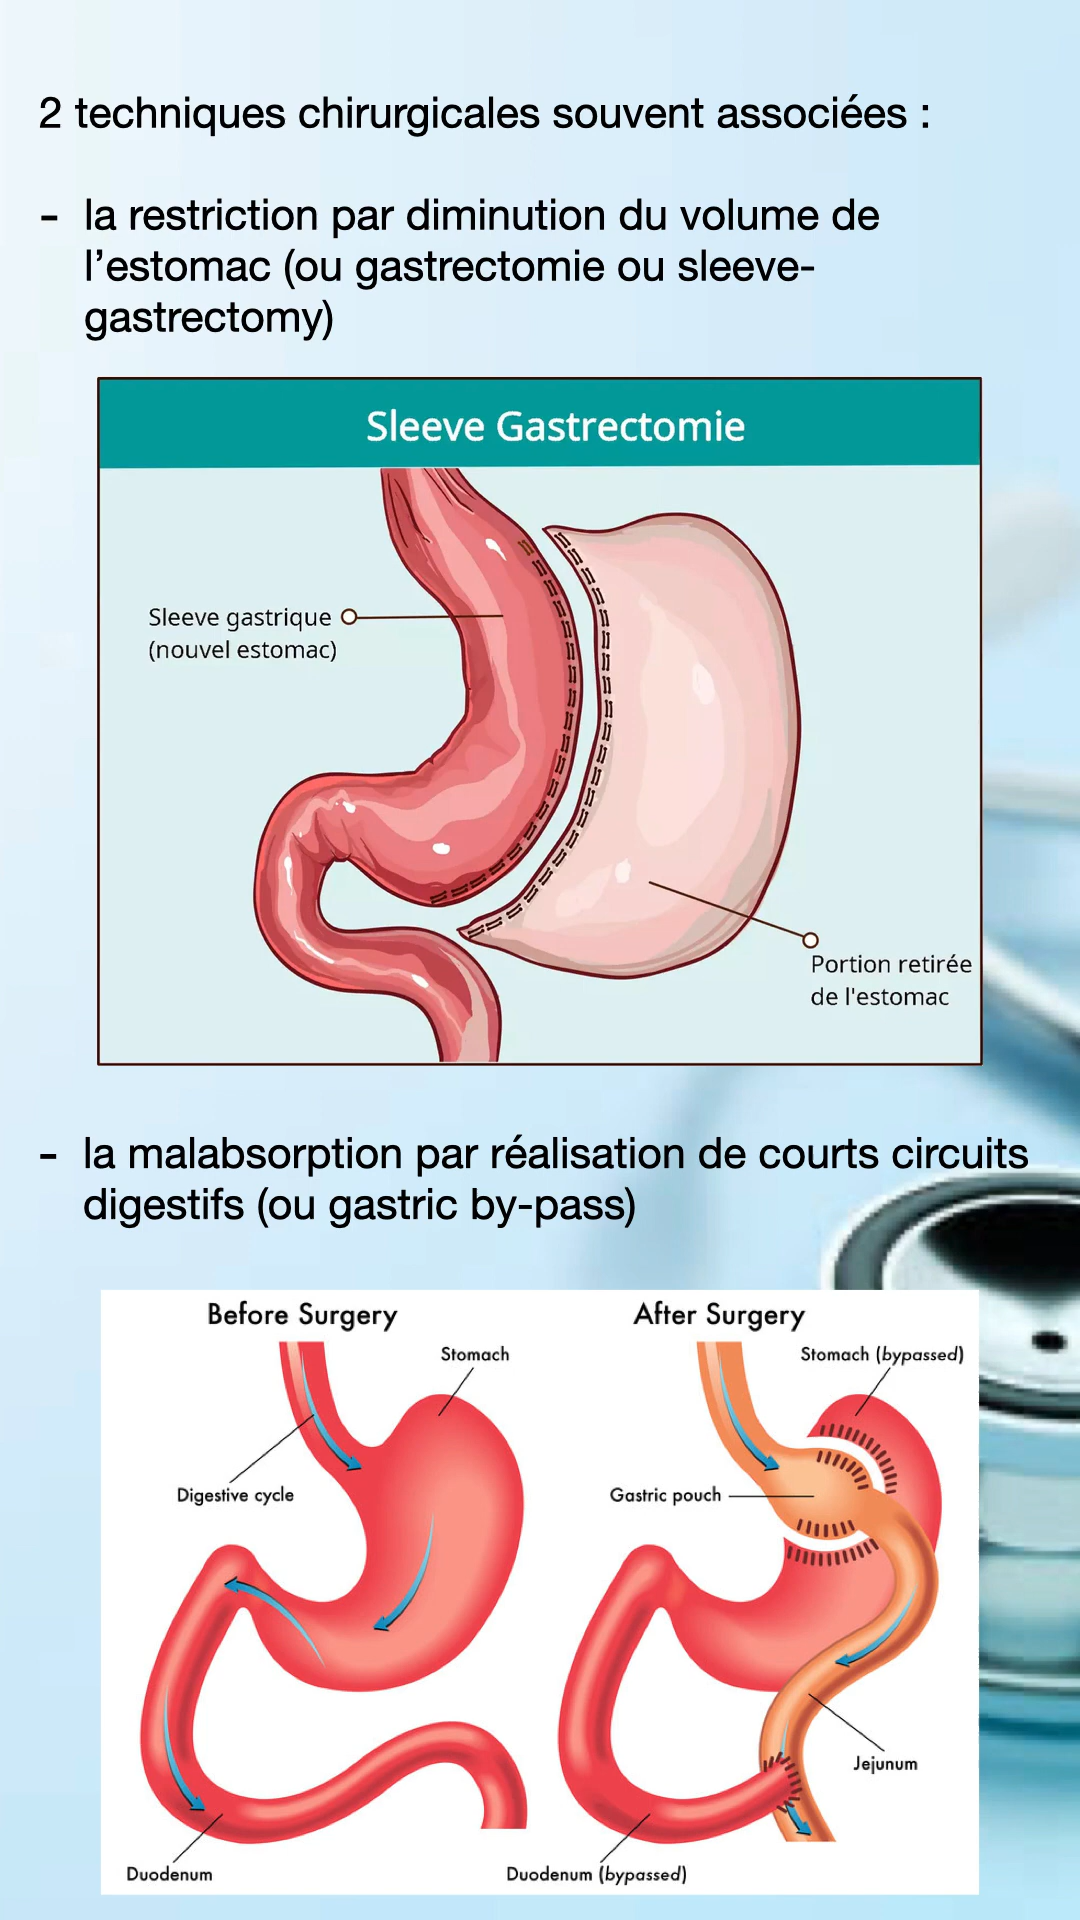 2 techniques chirurgicales souvent associées :
- la restriction par diminution du volume de
l’estomac (ou gastrectomie ou sleeve-
gastrectomy)
Sleeve Gastrectomie
Sleeve gastrique
(nouvel estomac)
Portion retirée
de l'estomac
- la malabsorption par réalisation de courts circuits
digestifs (ou gastric by-pass)
Before Surgery
Stomach
Digestive cycle
Duodenum
After Surgery
Stomach (bypassed)
Gastric pouch
Jejunum
Duodenum (bypassed)